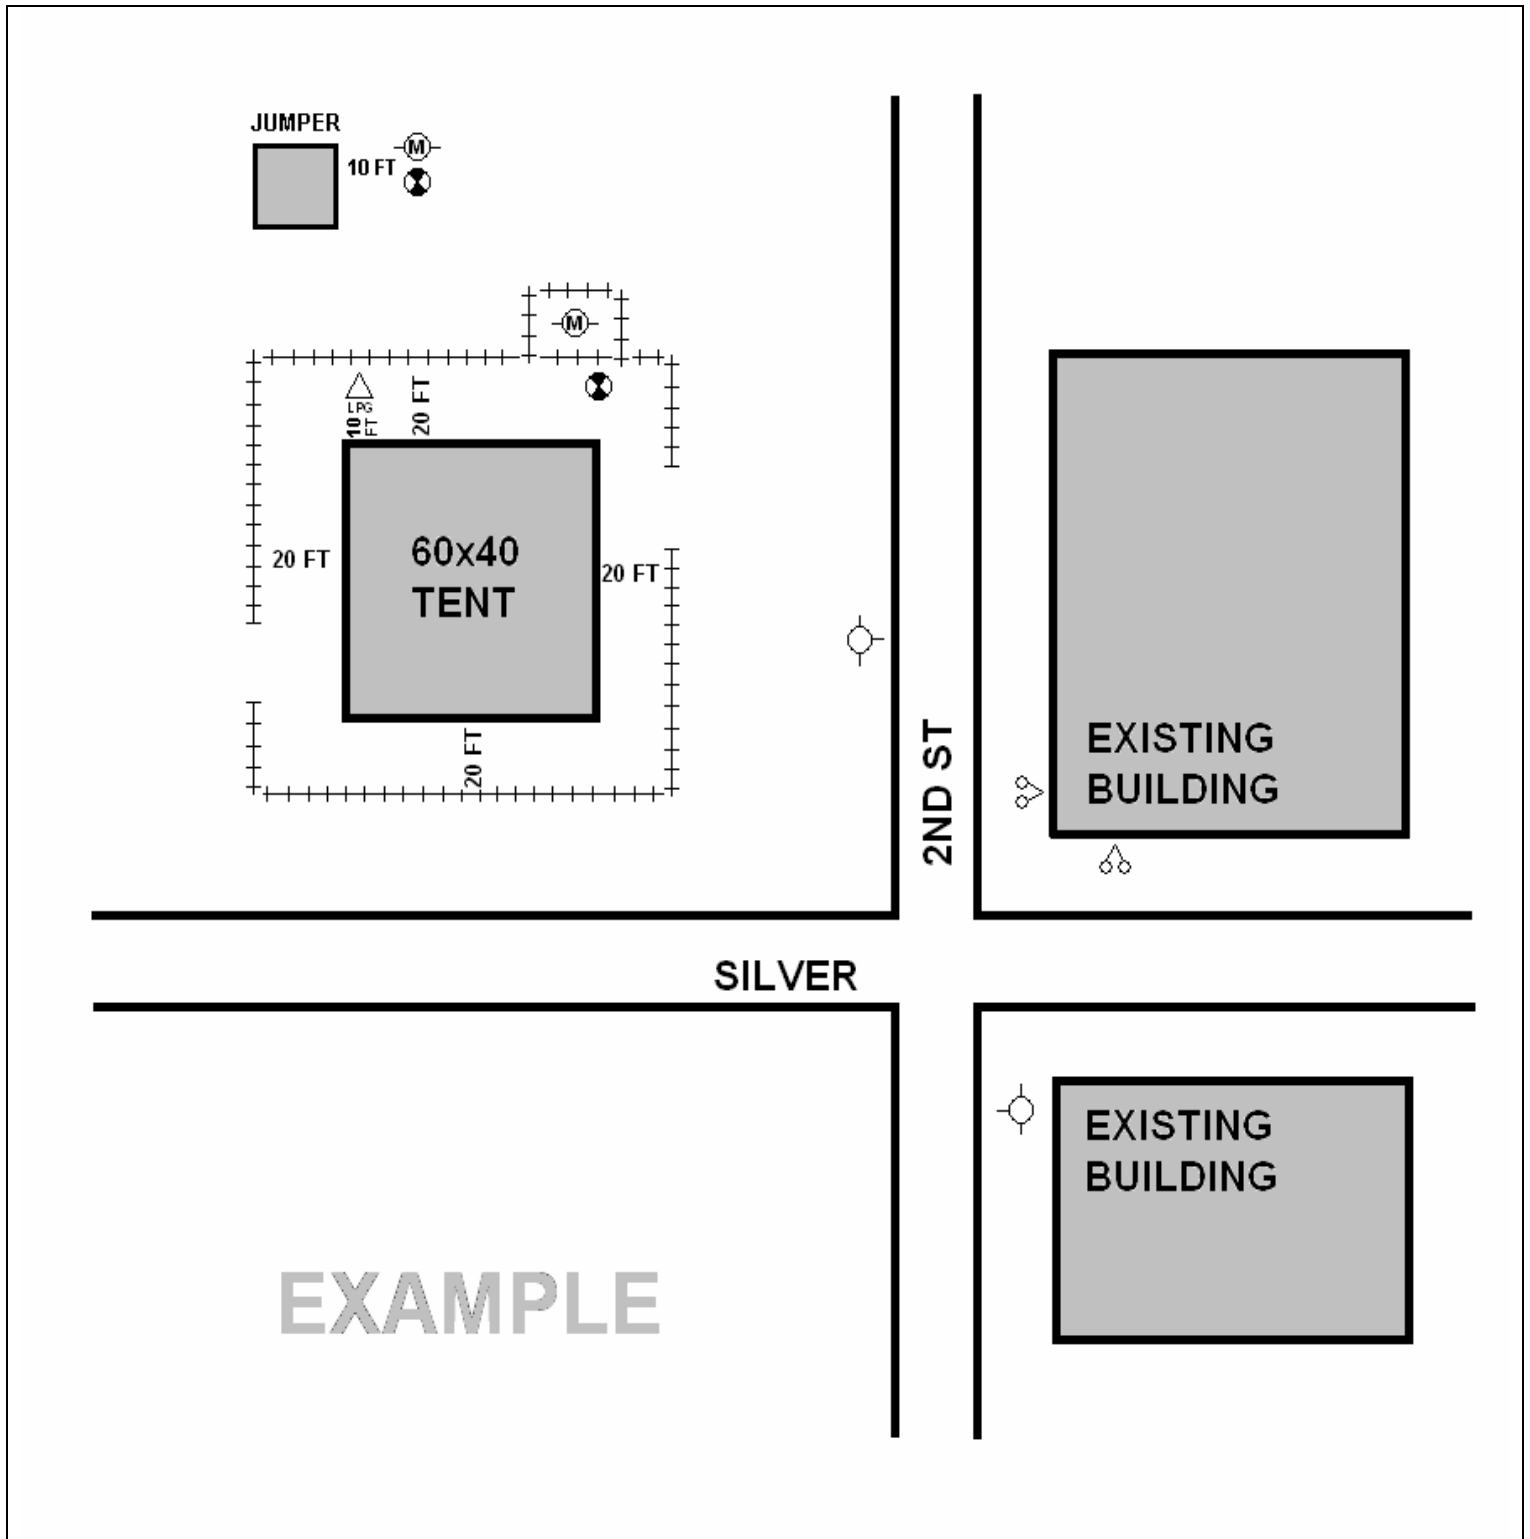 JUMPER
10 FT
M
M
20 FT
LPG
10
FT
60x40
TENT
20 FT
20 FT
20 FT
2ND ST
EXISTING
BUILDING
SILVER
EXISTING
BUILDING
EXAMPLE